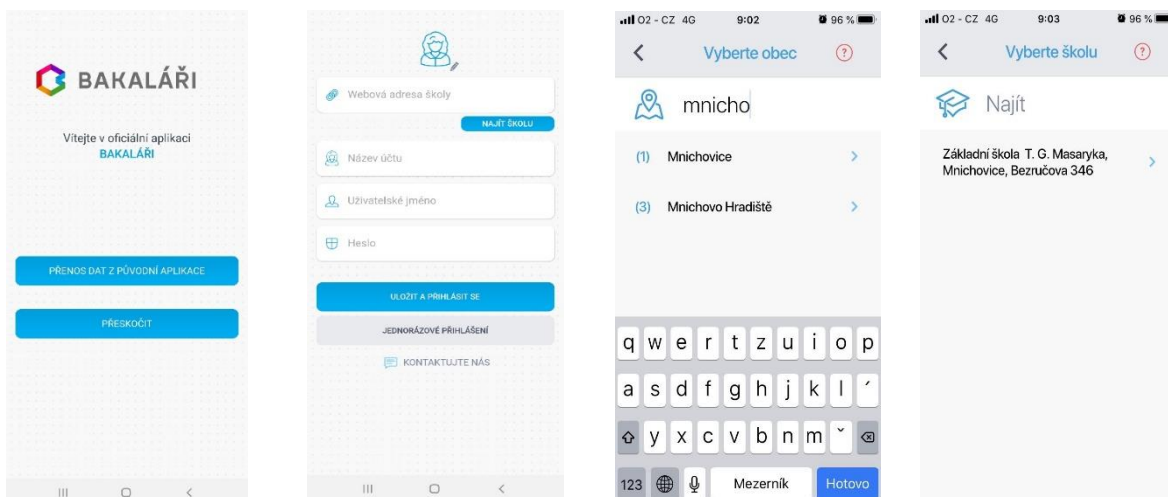 BAKALÁŘI
Vítejte v oficiální aplikaci
BAKALÁŘI
PŘENOS DAT Z PŮVODNÍ APLIKACE
PŘESKOČIT
Webová adresa školy
NAJÍT ŠKOLU
Název účtu
Uživatelské jméno
Heslo
ULOŽIT A PŘIHLÁSIT SE
JEDNORÁZOVÉ PŘIHLÁŠENÍ
KONTAKTUJTE NÁS
O2 - CZ 4G 9:02 96 %
Vyberte obec ?
mnicho
(1) Mnichovice
(3) Mnichovo Hradiště
q w e r t z u i o p
a s d f g h j k l ´
y x c v b n m ˇ
123 Mezerník Hotovo
O2 - CZ 4G 9:03 96 %
Vyberte školu ?
Najít
Základní škola T. G. Masaryka,
Mnichovice, Bezručova 346